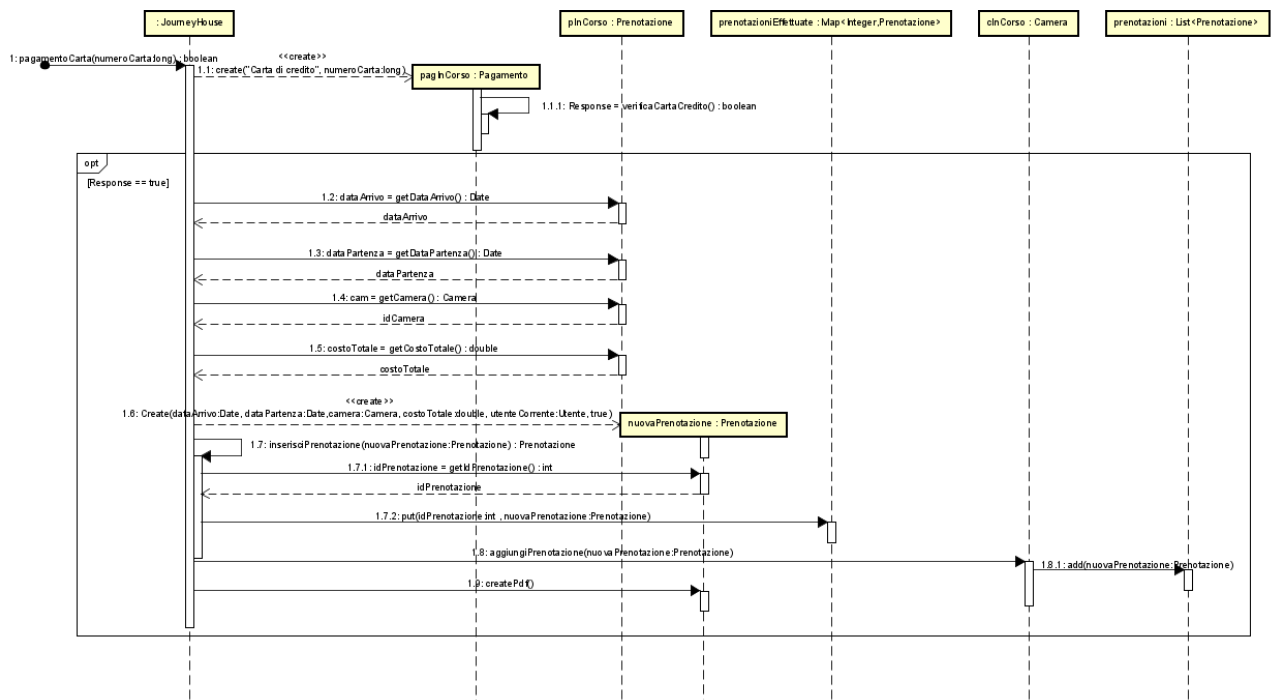 : JourneyHouse
pInCorso : Prenotazione
prenotazioniEffettuate : Map<Integer,Prenotazione>
cInCorso : Camera
prenotazioni : List<Prenotazione>
1: pagamentoCarta(numeroCarta:long) : boolean
<<create>>
1.1: create("Carta di credito", numeroCarta:long)
pagInCorso : Pagamento
1.1.1: Response = verificaCartaCredito() : boolean
opt
[Response == true]
1.2: dataArrivo = getDataArrivo() : Date
dataArrivo
1.3: dataPartenza = getDataPartenza() : Date
dataPartenza
1.4: cam = getCamera() : Camera
idCamera
1.5: costoTotale = getCostoTotale() : double
costoTotale
<<create>>
1.6: Create(dataArrivo:Date, dataPartenza:Date,camera:Camera, costoTotale:double, utenteCorrente:Utente, true)
nuovaPrenotazione : Prenotazione
1.7: inserisciPrenotazione(nuovaPrenotazione:Prenotazione) : Prenotazione
1.7.1: idPrenotazione = getIdPrenotazione() : int
idPrenotazione
1.7.2: put(idPrenotazione:int , nuovaPrenotazione:Prenotazione)
1.8: aggiungiPrenotazione(nuovaPrenotazione:Prenotazione)
1.8.1: add(nuovaPrenotazione:Prenotazione)
1.9: createPdf()